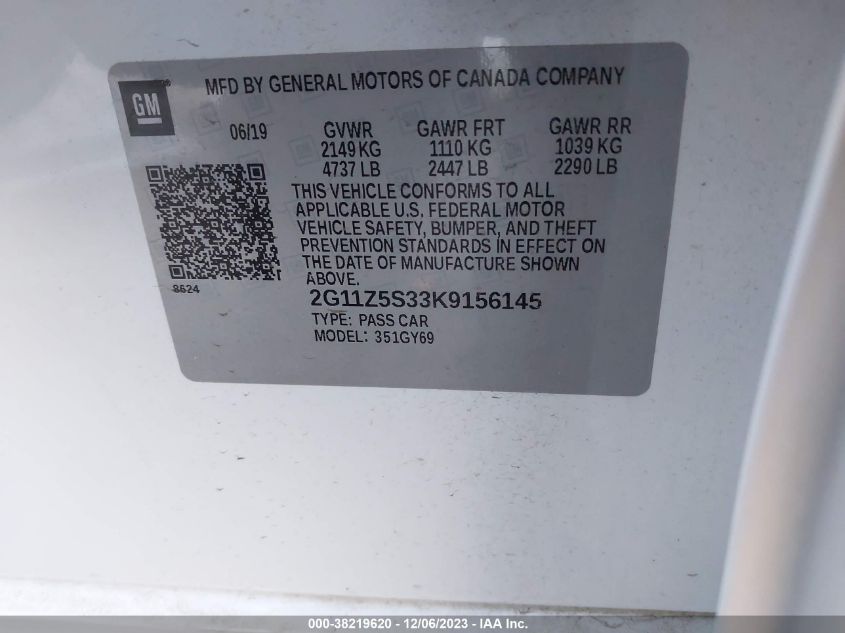 MFD BY GENERAL MOTORS OF CANADA COMPANY
GM
06/19 GVWR GAWR FRT GAWR RR
2149 KG 1110 KG 1039 KG
4737 LB 2447 LB 2290 LB
THIS VEHICLE CONFORMS TO ALL
APPLICABLE U.S. FEDERAL MOTOR
VEHICLE SAFETY, BUMPER, AND THEFT
PREVENTION STANDARDS IN EFFECT ON
THE DATE OF MANUFACTURE SHOWN
ABOVE.
8624
2G11Z5S33K9156145
TYPE: PASS CAR
MODEL: 351GY69
000-38219620 - 12/06/2023 - IAA Inc.